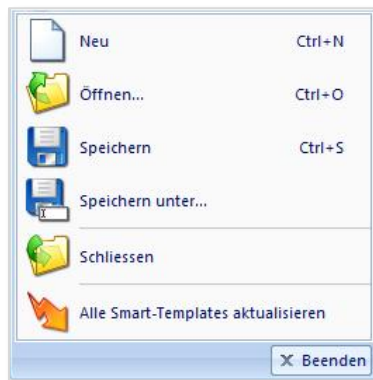 Neu Ctrl+N
Öffnen... Ctrl+O
Speichern Ctrl+S
Speichern unter...
Schliessen
Alle Smart-Templates aktualisieren
X Beenden